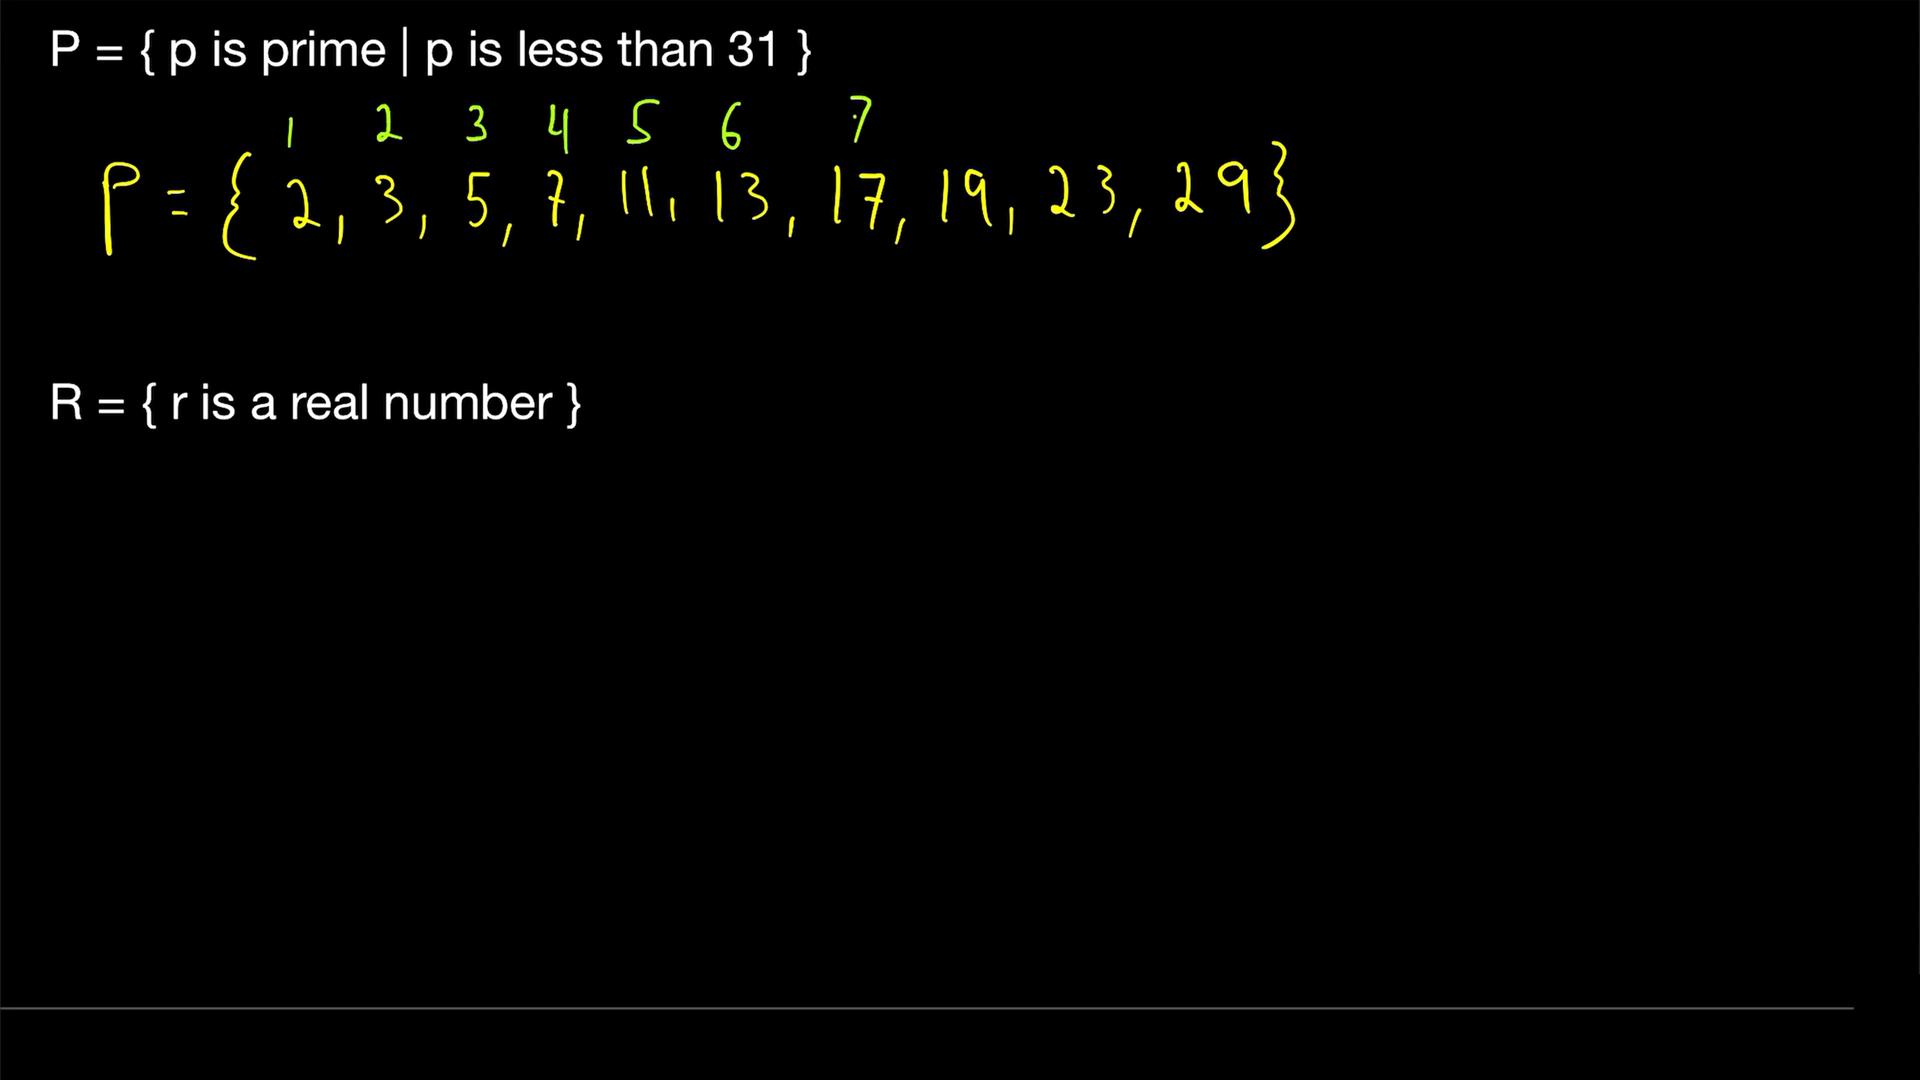 P = { p is prime | p is less than 31 }
1 2 3 4 5 6 7
P = { 2, 3, 5, 7, 11, 13, 17, 19, 23, 29 }
R = { r is a real number }